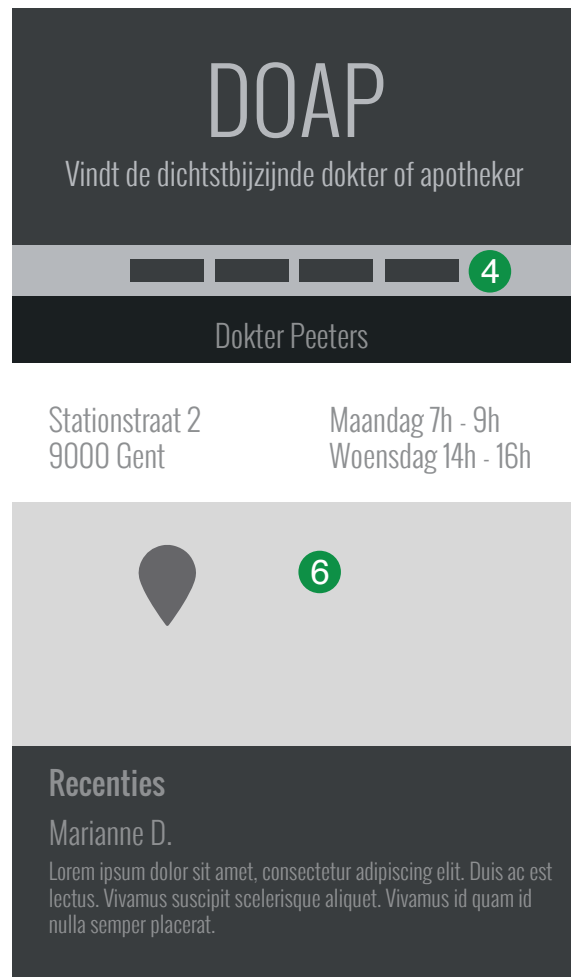 DOAP
Vindt de dichtstbijzijnde dokter of apotheker
4
Dokter Peeters
Stationstraat 2
9000 Gent
Maandag 7h - 9h
Woensdag 14h - 16h
6
Recenties
Marianne D.
Lorem ipsum dolor sit amet, consectetur adipiscing elit. Duis ac est
lectus. Vivamus suscipit scelerisque aliquet. Vivamus id quam id
nulla semper placerat.